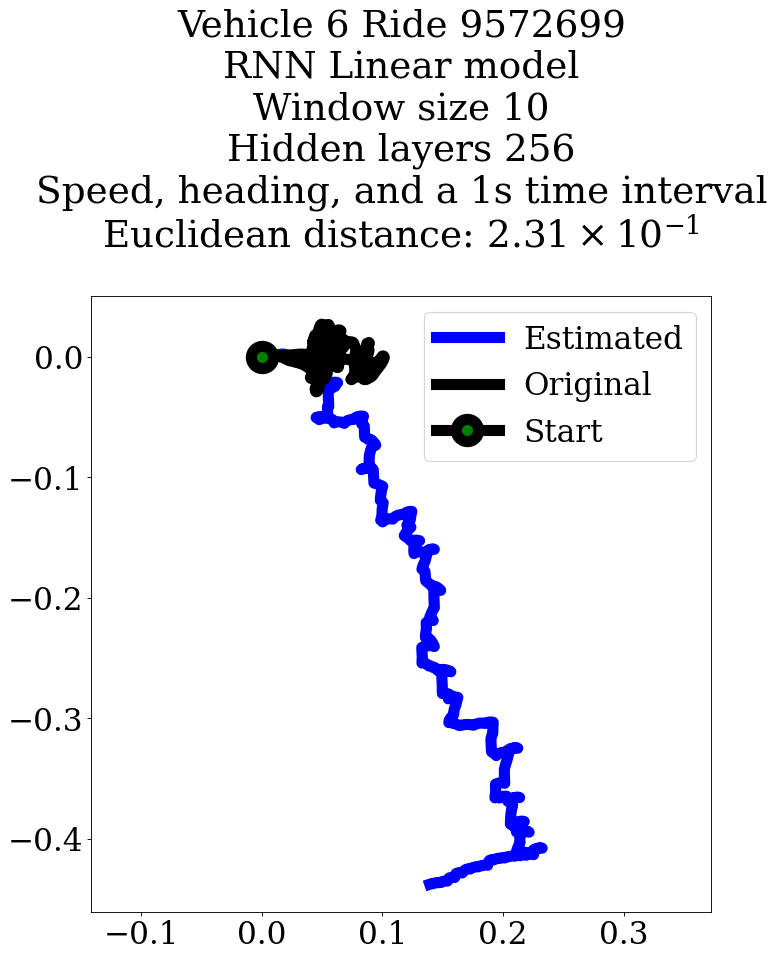 Vehicle 6 Ride 9572699
RNN Linear model
Window size 10
Hidden layers 256
Speed, heading, and a 1s time interval
Euclidean distance: 2.31 × 10⁻¹
Estimated
Original
Start
0.0
−0.1
−0.2
−0.3
−0.4
−0.1 0.0 0.1 0.2 0.3